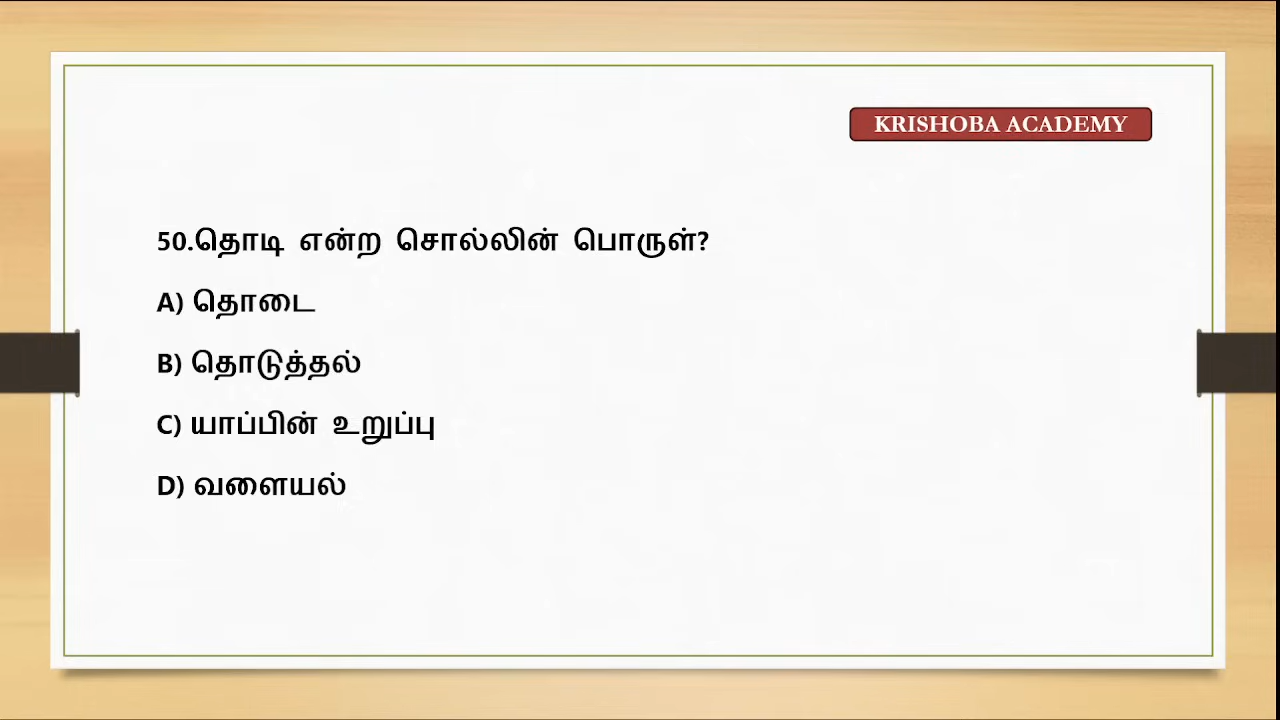 KRISHOBA ACADEMY
50.தொடி என்ற சொல்லின் பொருள்?
A) தொடை
B) தொடுத்தல்
C) யாப்பின் உறுப்பு
D) வளையல்